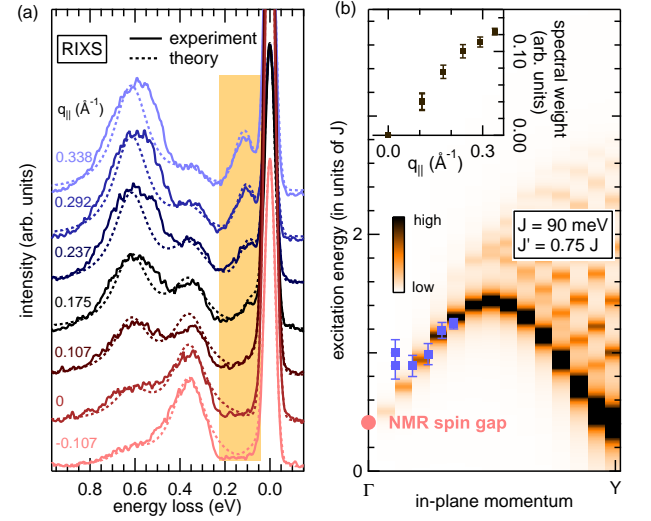 (a)
RIXS
experiment
theory
q|| (Å-1)
0.338
0.292
0.237
0.175
0.107
0
-0.107
intensity (arb. units)
0.8
0.6
0.4
0.2
0.0
energy loss (eV)
(b)
0.10
0.00
spectral weight
(arb. units)
0.0
0.3
q|| (Å-1)
excitation energy (in units of J)
2
0
high
low
J = 90 meV
J' = 0.75 J
NMR spin gap
Γ
Y
in-plane momentum